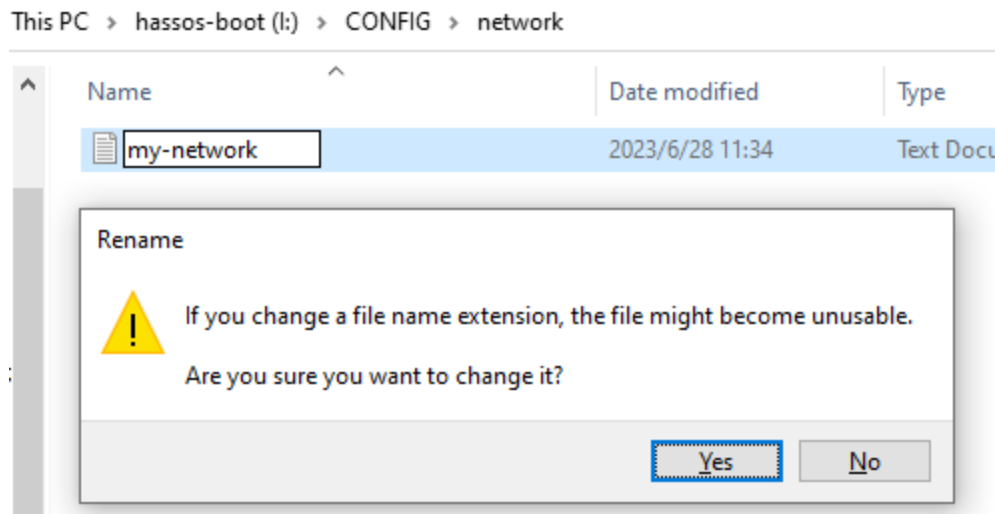 This PC > hassos-boot (I:) > CONFIG > network
Name Date modified Type
my-network 2023/6/28 11:34 Text Docu
Rename
If you change a file name extension, the file might become unusable.
Are you sure you want to change it?
Yes No